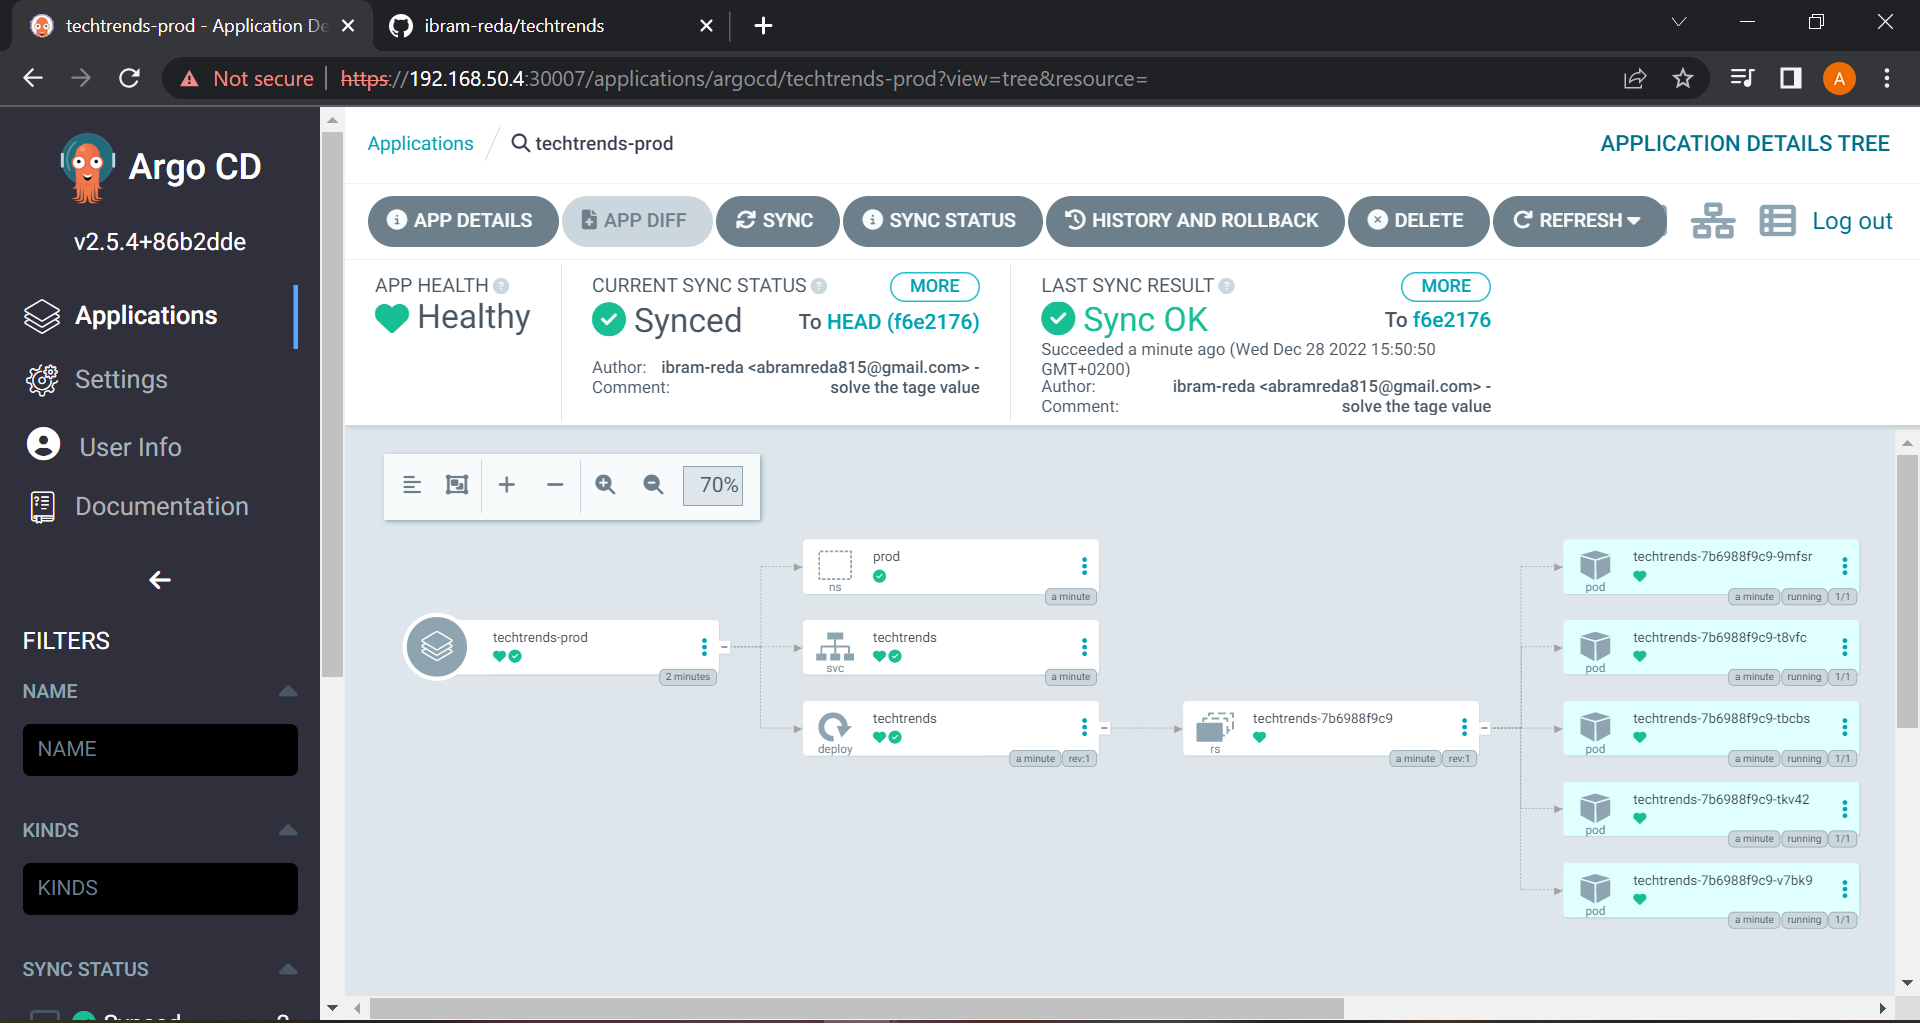 techtrends-prod - Application De
ibram-reda/techtrends
Not secure
https://192.168.50.4:30007/applications/argocd/techtrends-prod?view=tree&resource=
A
Argo CD
v2.5.4+86b2dde
Applications
Settings
User Info
Documentation
FILTERS
NAME
NAME
KINDS
KINDS
SYNC STATUS
Synced
Applications / techtrends-prod
APPLICATION DETAILS TREE
APP DETAILS
APP DIFF
SYNC
SYNC STATUS
HISTORY AND ROLLBACK
DELETE
REFRESH
Log out
APP HEALTH
Healthy
CURRENT SYNC STATUS
MORE
Synced
To HEAD (f6e2176)
Author: ibram-reda <abramreda815@gmail.com> -
Comment: solve the tage value
LAST SYNC RESULT
MORE
Sync OK
To f6e2176
Succeeded a minute ago (Wed Dec 28 2022 15:50:50
GMT+0200)
Author: ibram-reda <abramreda815@gmail.com> -
Comment: solve the tage value
70%
techtrends-prod
2 minutes
prod
ns
a minute
techtrends
svc
a minute
techtrends
deploy
a minute rev:1
techtrends-7b6988f9c9
rs
a minute rev:1
techtrends-7b6988f9c9-9mfsr
pod
a minute running 1/1
techtrends-7b6988f9c9-t8vfc
pod
a minute running 1/1
techtrends-7b6988f9c9-tbcbs
pod
a minute running 1/1
techtrends-7b6988f9c9-tkv42
pod
a minute running 1/1
techtrends-7b6988f9c9-v7bk9
pod
a minute running 1/1